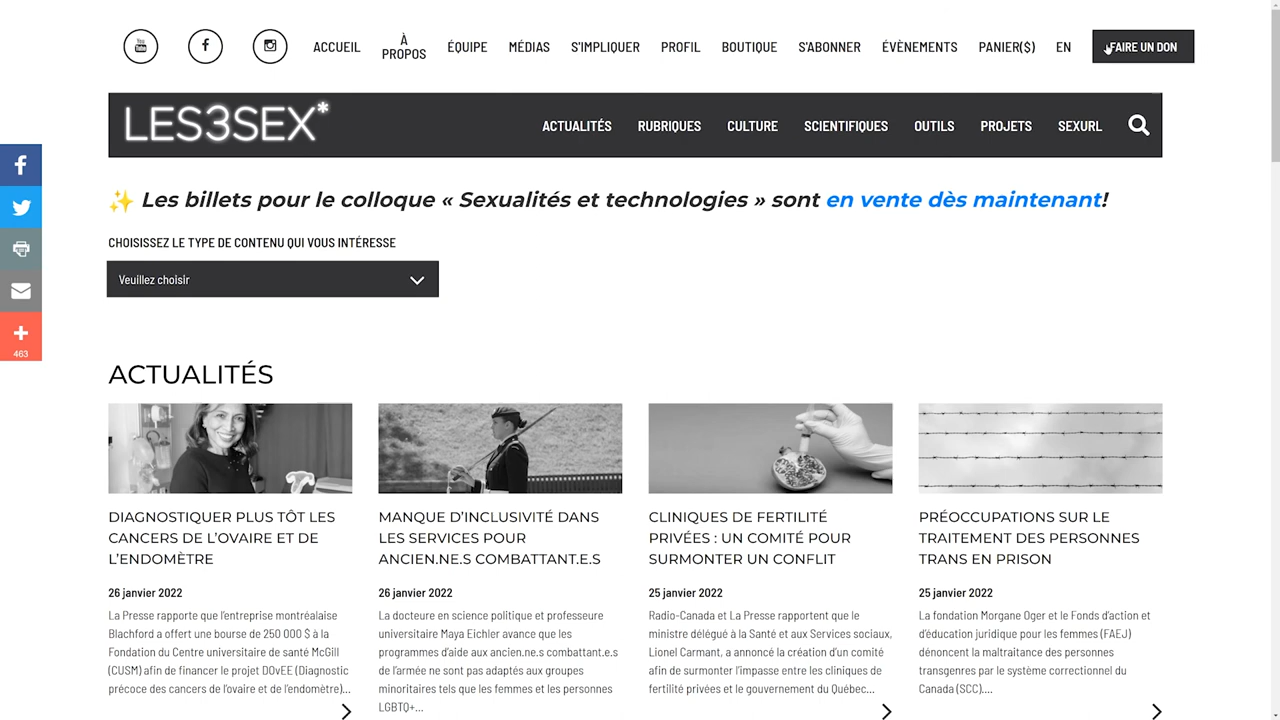 You Tube
ACCUEIL
À PROPOS
ÉQUIPE
MÉDIAS
S'IMPLIQUER
PROFIL
BOUTIQUE
S'ABONNER
ÉVÈNEMENTS
PANIER($)
EN
FAIRE UN DON
LES3SEX*
ACTUALITÉS
RUBRIQUES
CULTURE
SCIENTIFIQUES
OUTILS
PROJETS
SEXURL
✨ Les billets pour le colloque « Sexualités et technologies » sont en vente dès maintenant!
CHOISISSEZ LE TYPE DE CONTENU QUI VOUS INTÉRESSE
Veuillez choisir
463
ACTUALITÉS
DIAGNOSTIQUER PLUS TÔT LES
CANCERS DE L'OVAIRE ET DE
L'ENDOMÈTRE
26 janvier 2022
La Presse rapporte que l'entreprise montréalaise
Blachford a offert une bourse de 250 000 $ à la
Fondation du Centre universitaire de santé McGill
(CUSM) afin de financer le projet DOvEE (Diagnostic
précoce des cancers de l'ovaire et de l'endomètre)...
MANQUE D'INCLUSIVITÉ DANS
LES SERVICES POUR
ANCIEN.NE.S COMBATTANT.E.S
26 janvier 2022
La docteure en science politique et professeure
universitaire Maya Eichler avance que les
programmes d'aide aux ancien.ne.s combattant.e.s
de l'armée ne sont pas adaptés aux groupes
minoritaires tels que les femmes et les personnes
LGBTQ+...
CLINIQUES DE FERTILITÉ
PRIVÉES : UN COMITÉ POUR
SURMONTER UN CONFLIT
25 janvier 2022
Radio-Canada et La Presse rapportent que le
ministre délégué à la Santé et aux Services sociaux,
Lionel Carmant, a annoncé la création d'un comité
afin de surmonter l'impasse entre les cliniques de
fertilité privées et le gouvernement du Québec...
PRÉOCCUPATIONS SUR LE
TRAITEMENT DES PERSONNES
TRANS EN PRISON
25 janvier 2022
La fondation Morgane Oger et le Fonds d'action et
d'éducation juridique pour les femmes (FAEJ)
dénoncent la maltraitance des personnes
transgenres par le système correctionnel du
Canada (SCC)....